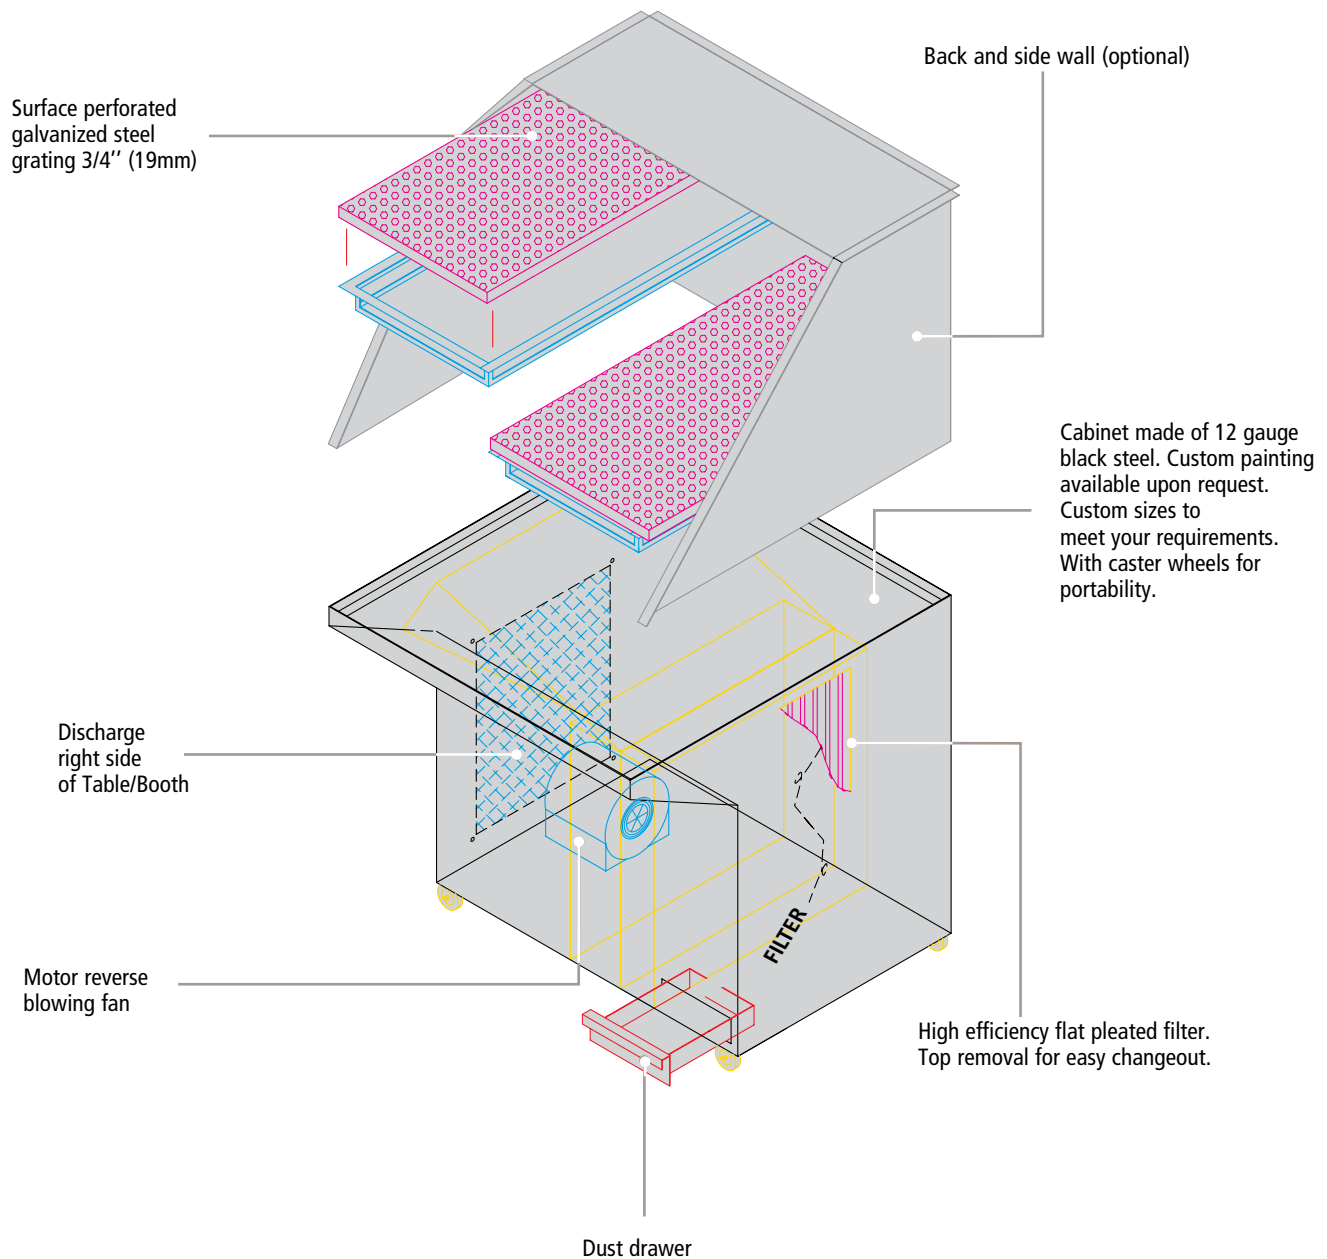 Back and side wall (optional)
Surface perforated
galvanized steel
grating 3/4'' (19mm)
Cabinet made of 12 gauge
black steel. Custom painting
available upon request.
Custom sizes to
meet your requirements.
With caster wheels for
portability.
Discharge
right side
of Table/Booth
FILTER
Motor reverse
blowing fan
High efficiency flat pleated filter.
Top removal for easy changeout.
Dust drawer